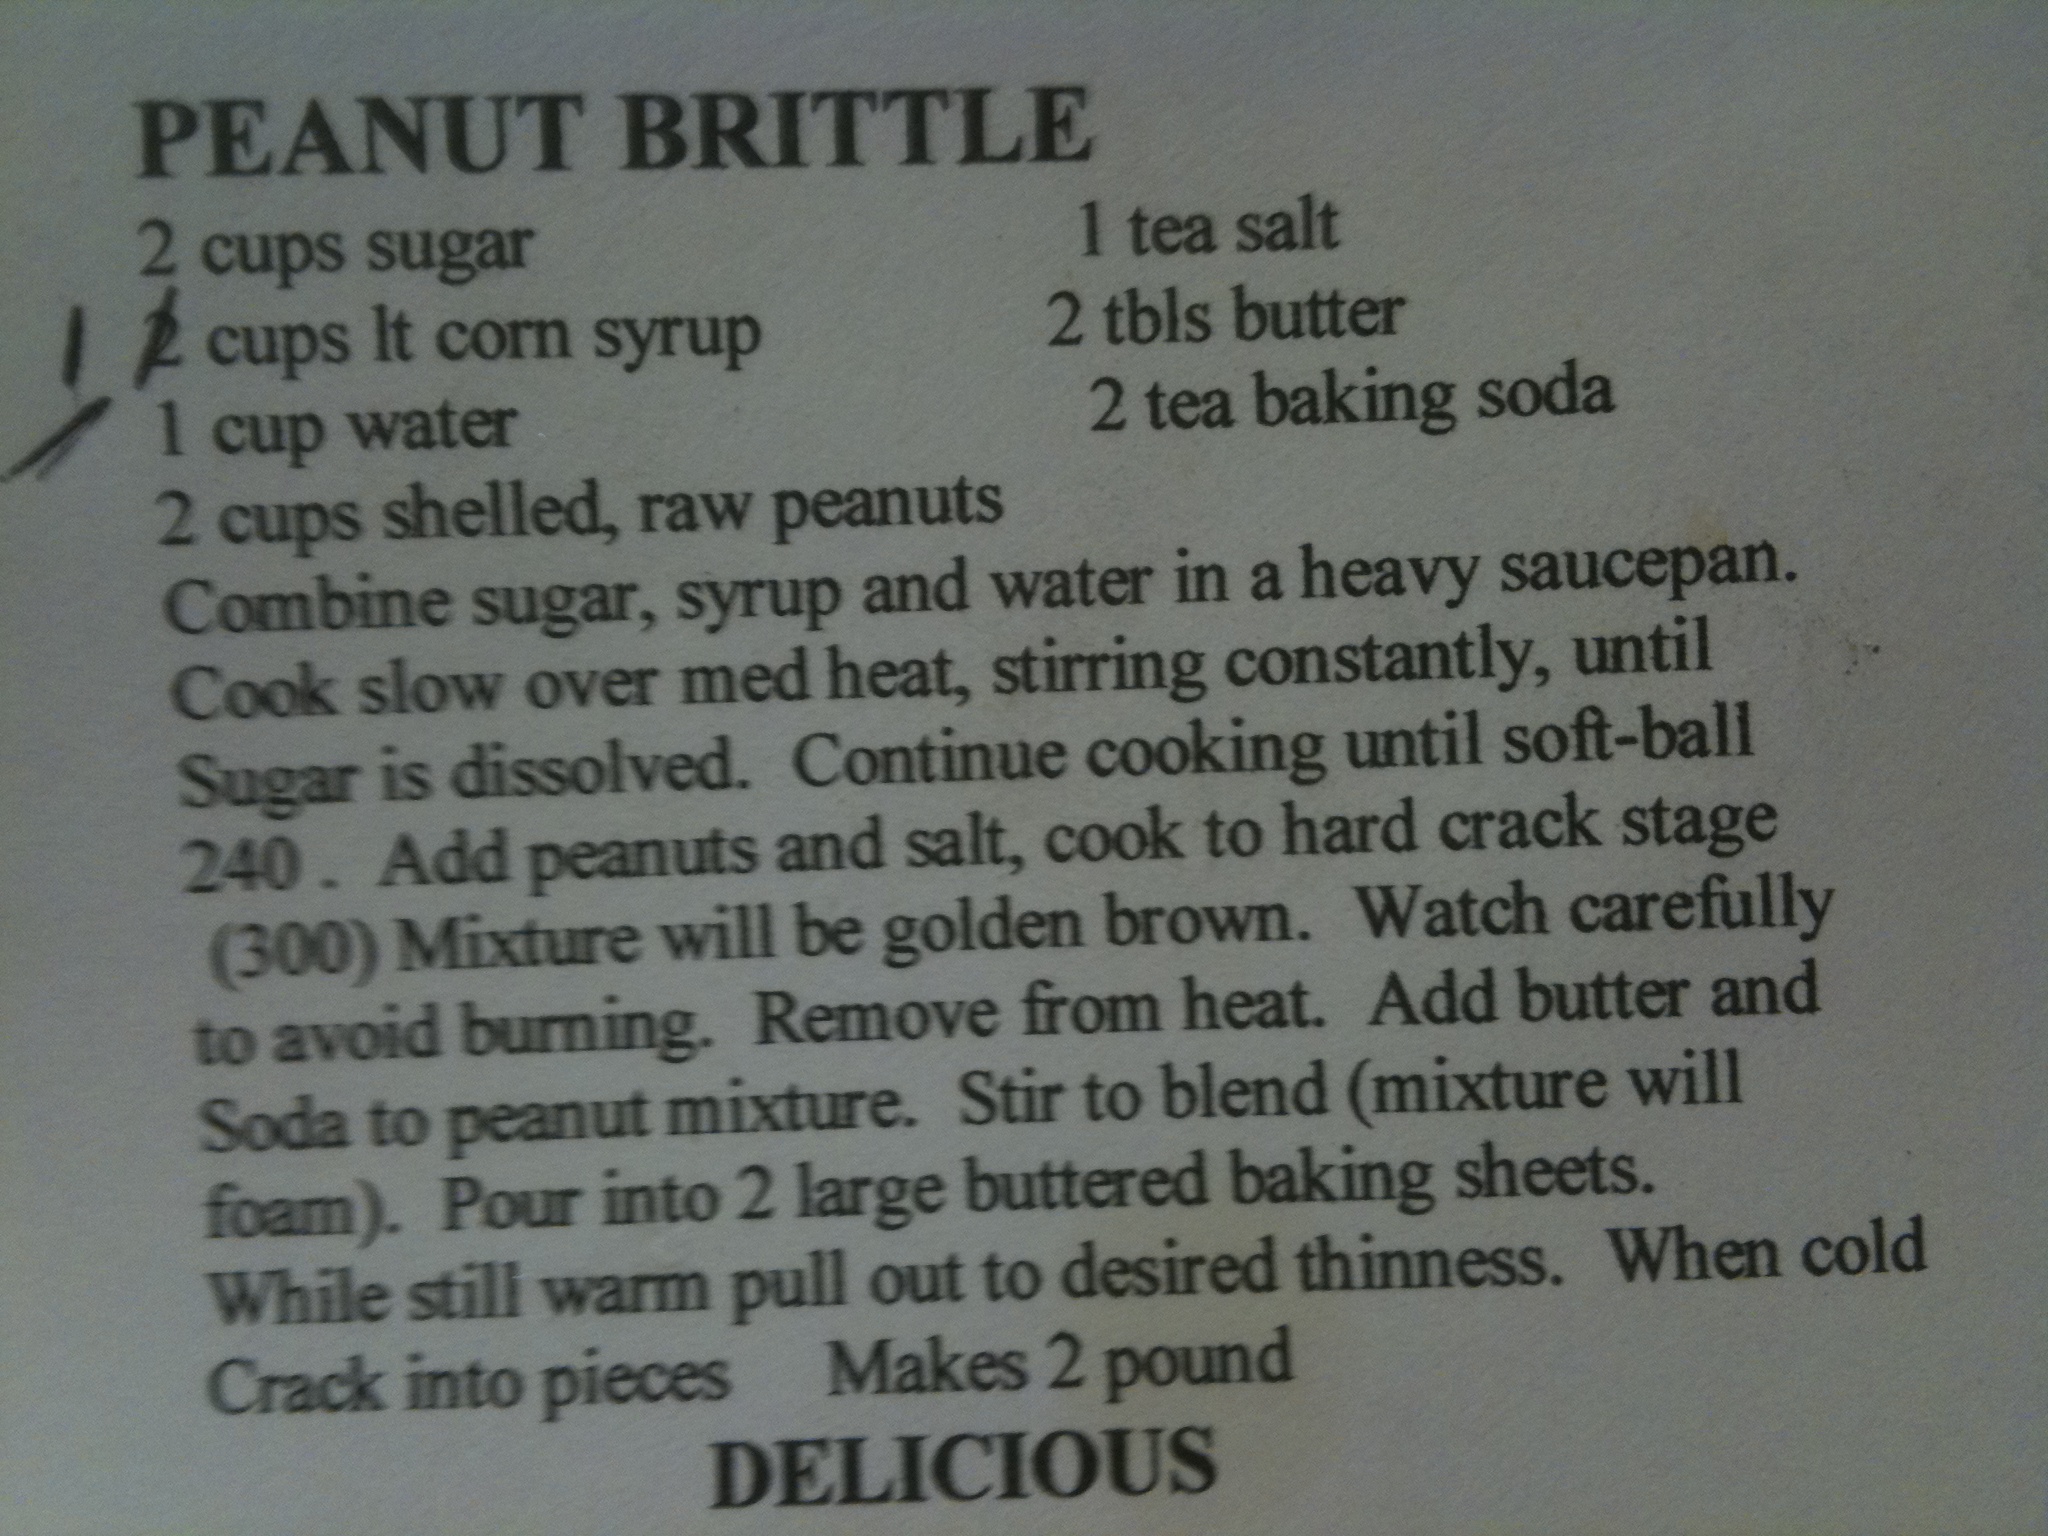 PEANUT BRITTLE
2 cups sugar 1 tea salt
1 2 cups lt corn syrup 2 tbls butter
1 cup water 2 tea baking soda
2 cups shelled, raw peanuts
Combine sugar, syrup and water in a heavy saucepan.
Cook slow over med heat, stirring constantly, until
Sugar is dissolved. Continue cooking until soft-ball
240 . Add peanuts and salt, cook to hard crack stage
(300) Mixture will be golden brown. Watch carefully
to avoid burning. Remove from heat. Add butter and
Soda to peanut mixture. Stir to blend (mixture will
foam). Pour into 2 large buttered baking sheets.
While still warm pull out to desired thinness. When cold
Crack into pieces Makes 2 pound
DELICIOUS